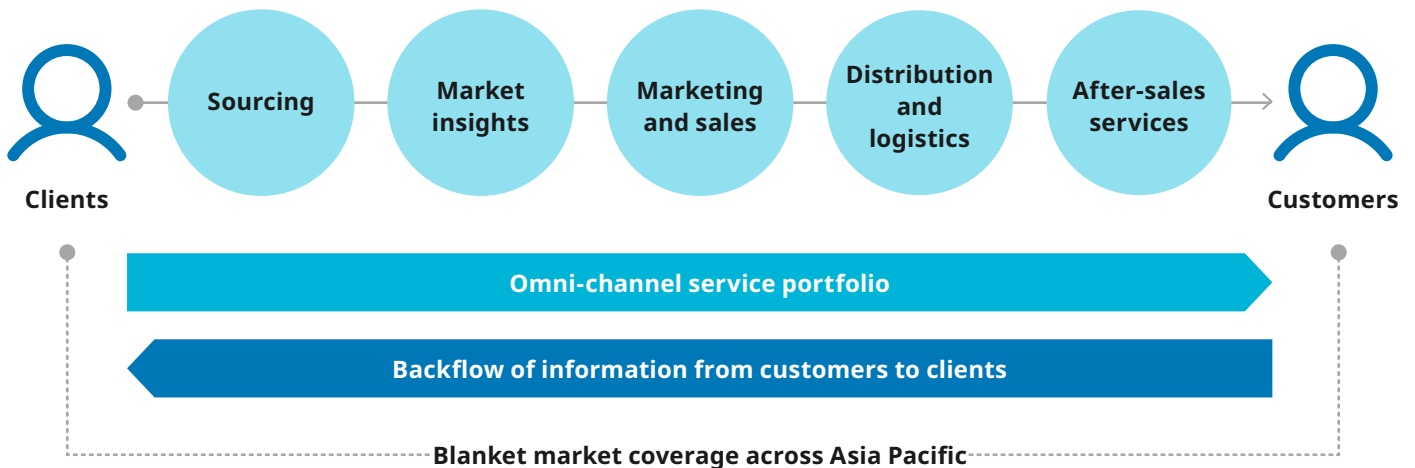 Sourcing
Market
insights
Marketing
and sales
Distribution
and
logistics
After-sales
services
Clients
Customers
Omni-channel service portfolio
Backflow of information from customers to clients
Blanket market coverage across Asia Pacific